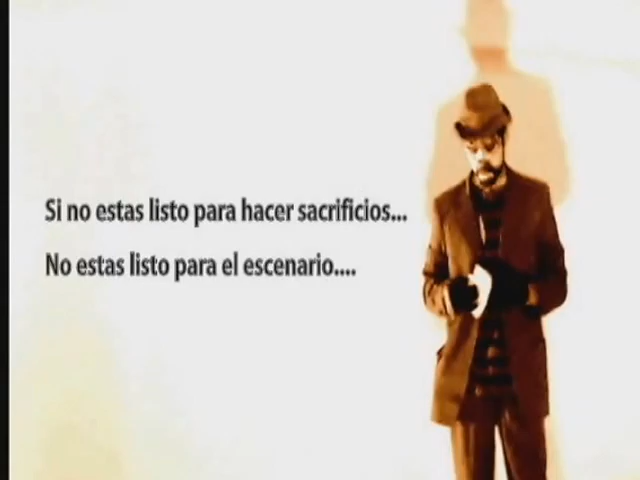 Si no estas listo para hacer sacrificios...
No estas listo para el escenario....